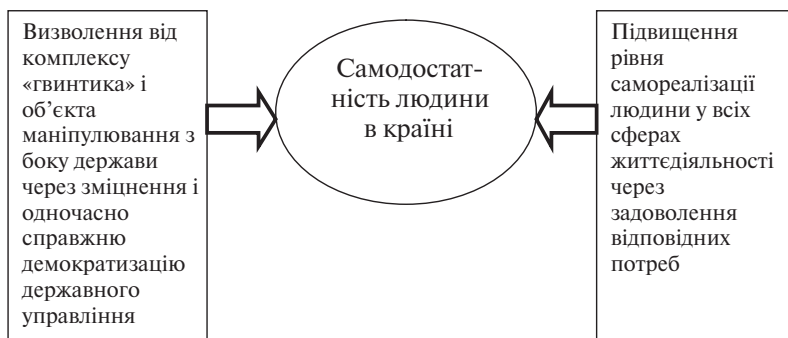 Визволення від
комплексу
«гвинтика» і
об’єкта
маніпулювання з
боку держави
через зміцнення і
одночасно
справжню
демократизацію
державного
управління
Самодостат-
ність людини
в країні
Підвищення
рівня
самореалізації
людини у всіх
сферах
життєдіяльності
через
задоволення
відповідних
потреб